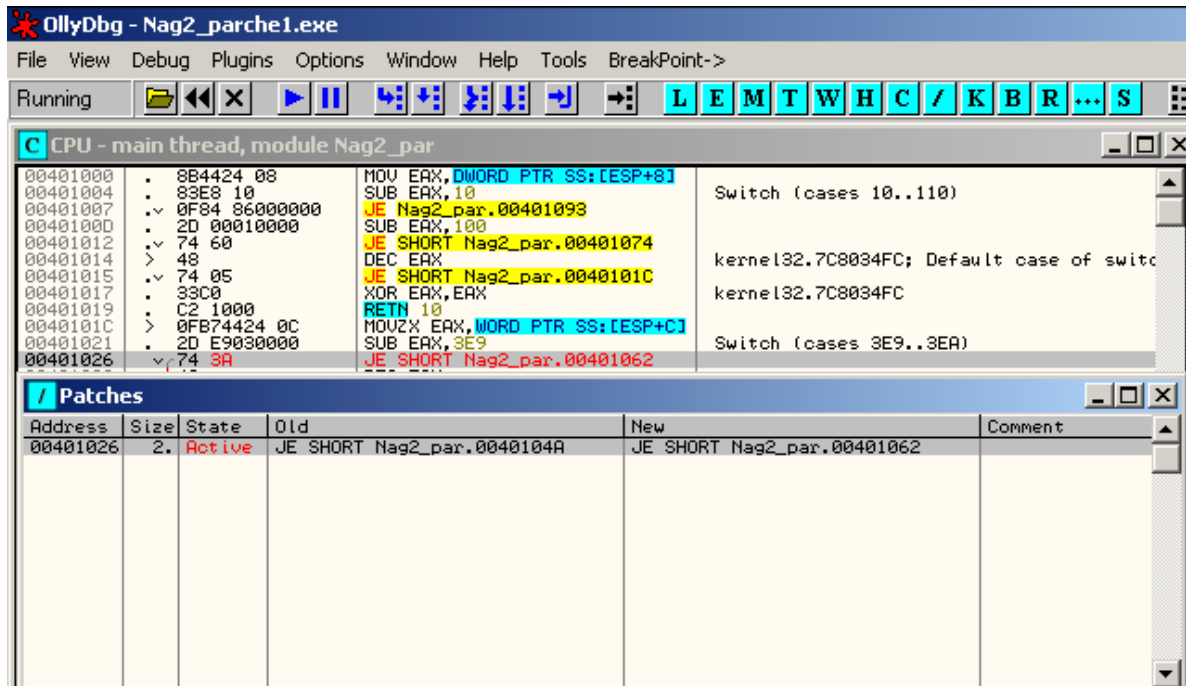 OllyDbg - Nag2_parche1.exe
File View Debug Plugins Options Window Help Tools BreakPoint->
Running L E M T W H C / K B R ... S
C CPU - main thread, module Nag2_par
00401000 . 8B4424 08 MOV EAX,DWORD PTR SS:[ESP+8]
00401004 . 83E8 10 SUB EAX,10 Switch (cases 10..110)
00401007 .v 0F84 86000000 JE Nag2_par.00401093
0040100D . 2D 00010000 SUB EAX,100
00401012 .v 74 60 JE SHORT Nag2_par.00401074
00401014 > 48 DEC EAX kernel32.7C8034FC; Default case of switc
00401015 .v 74 05 JE SHORT Nag2_par.0040101C
00401017 . 33C0 XOR EAX,EAX kernel32.7C8034FC
00401019 . C2 1000 RETN 10
0040101C > 0FB74424 0C MOVZX EAX,WORD PTR SS:[ESP+C]
00401021 . 2D E9030000 SUB EAX,3E9 Switch (cases 3E9..3EA)
00401026 v 74 3A JE SHORT Nag2_par.00401062
/ Patches
Address Size State Old New Comment
00401026 2. Active JE SHORT Nag2_par.0040104A JE SHORT Nag2_par.00401062